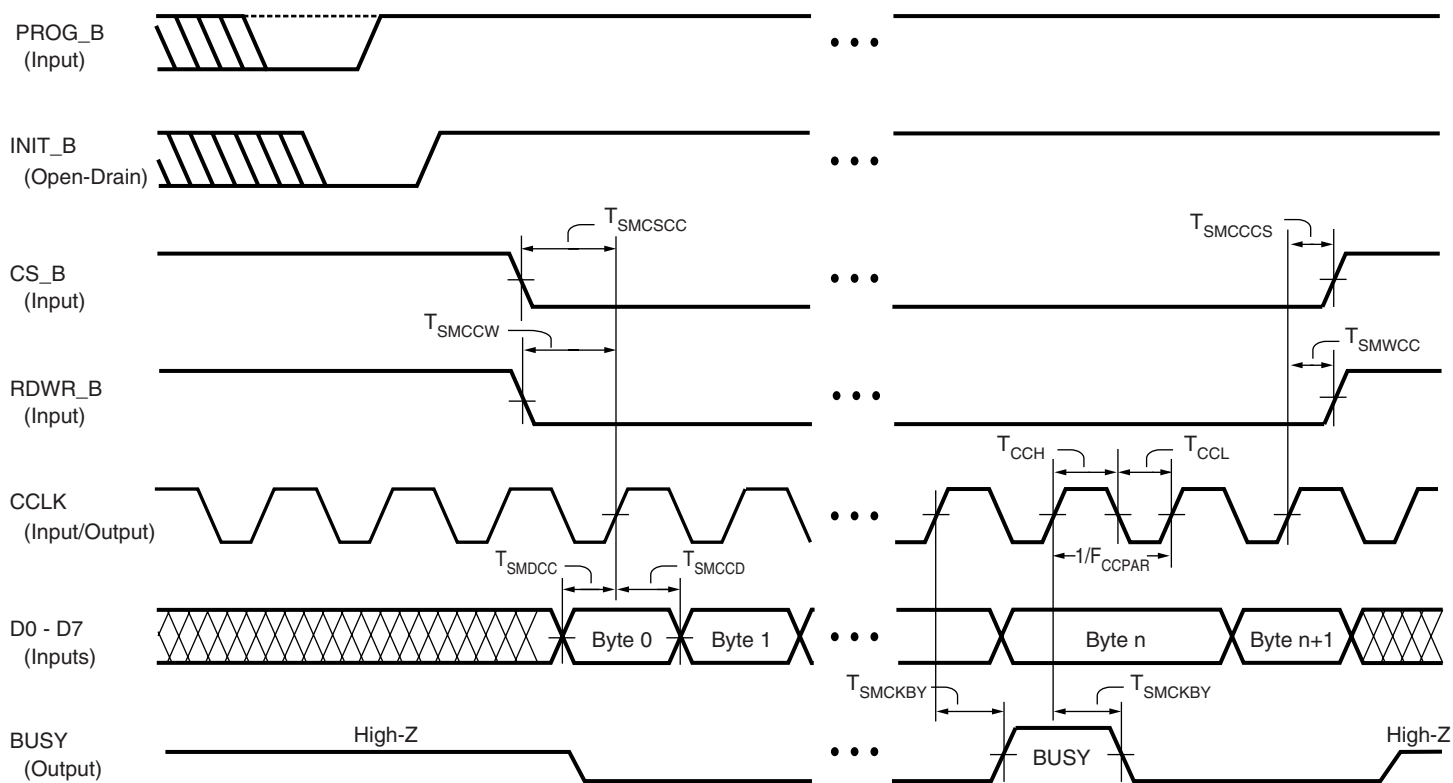 PROG_B
(Input)
INIT_B
(Open-Drain)
T_SMCSCC
T_SMCCCS
CS_B
(Input)
T_SMCCW
T_SMWCC
RDWR_B
(Input)
T_CCH
T_CCL
CCLK
(Input/Output)
T_SMDCC
T_SMCCD
1/F_CCPAR
D0 - D7
(Inputs)
Byte 0
Byte 1
Byte n
Byte n+1
T_SMCKBY
T_SMCKBY
BUSY
(Output)
High-Z
BUSY
High-Z